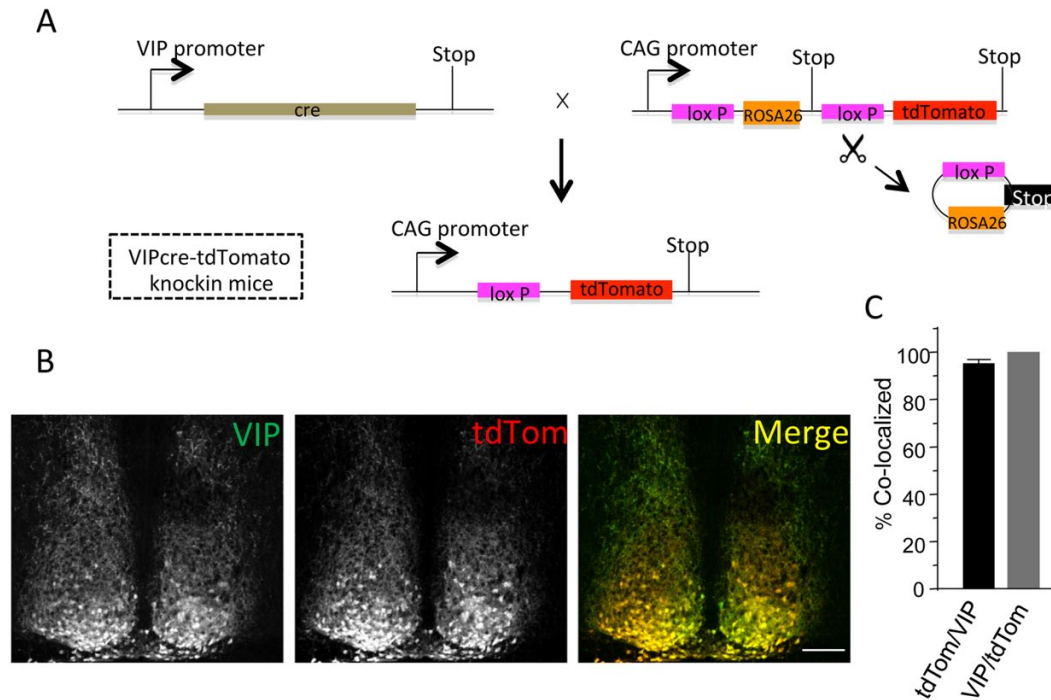 A
VIP promoter
Stop
cre
X
CAG promoter
Stop
Stop
lox P
ROSA26
lox P
tdTomato
lox P
Stop
ROSA26
VIPcre-tdTomato
knockin mice
CAG promoter
Stop
lox P
tdTomato
B
VIP
tdTom
Merge
C
% Co-localized
100
80
60
40
20
0
tdTom/VIP
VIP/tdTom